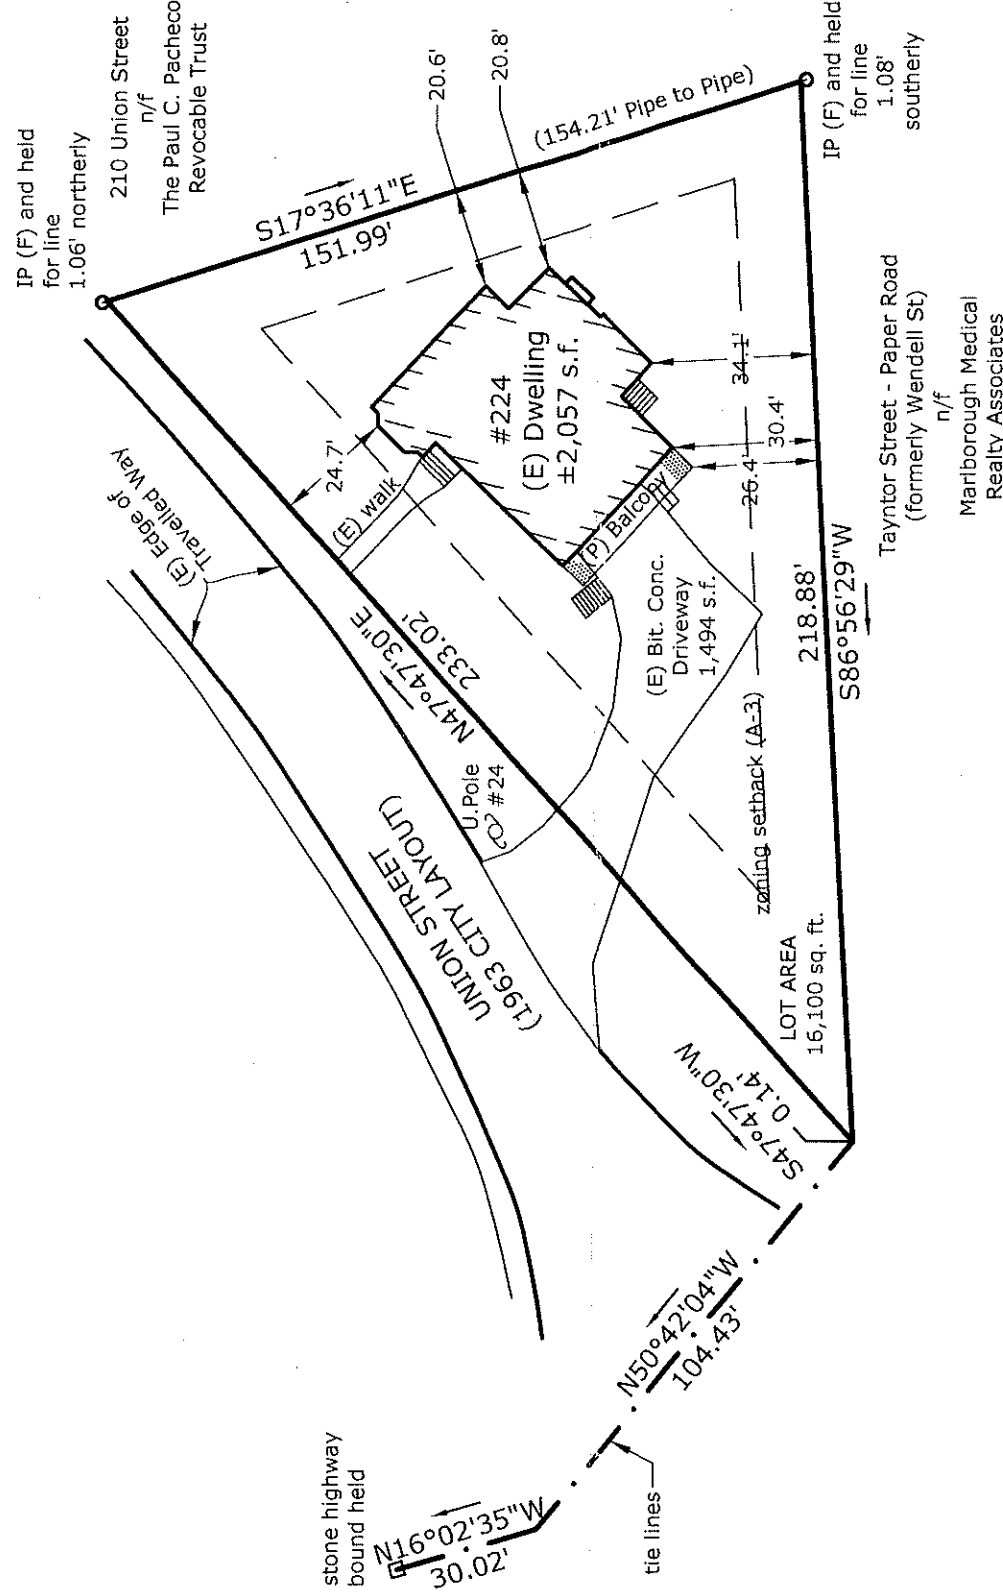 IP (F) and held
for line
1.06' northerly
210 Union Street
n/f
The Paul C. Pacheco
Revocable Trust
20.6'
20.8'
(154.21' Pipe to Pipe)
IP (F) and held
for line
1.08'
southerly
S17°36'11"E
151.99'
(E) Edge of
Travelled Way
24.7'
(E) walk
#224
(E) Dwelling
±2,057 s.f.
34.1'
30.4'
26.4'
(P) Balcony
Tayntor Street - Paper Road
(formerly Wendell St)
n/f
Marlborough Medical
Realty Associates
N47°47'30"E
233.02'
(E) Bit. Conc.
Driveway
1,494 s.f.
218.88'
S86°56'29"W
U.Pole
#24
UNION STREET
(1963 CITY LAYOUT)
zoning setback (A-3)
LOT AREA
16,100 sq. ft.
S47°47'30"W
0.14'
N50°42'04"W
104.43'
stone highway
bound held
N16°02'35"W
30.02'
tie lines